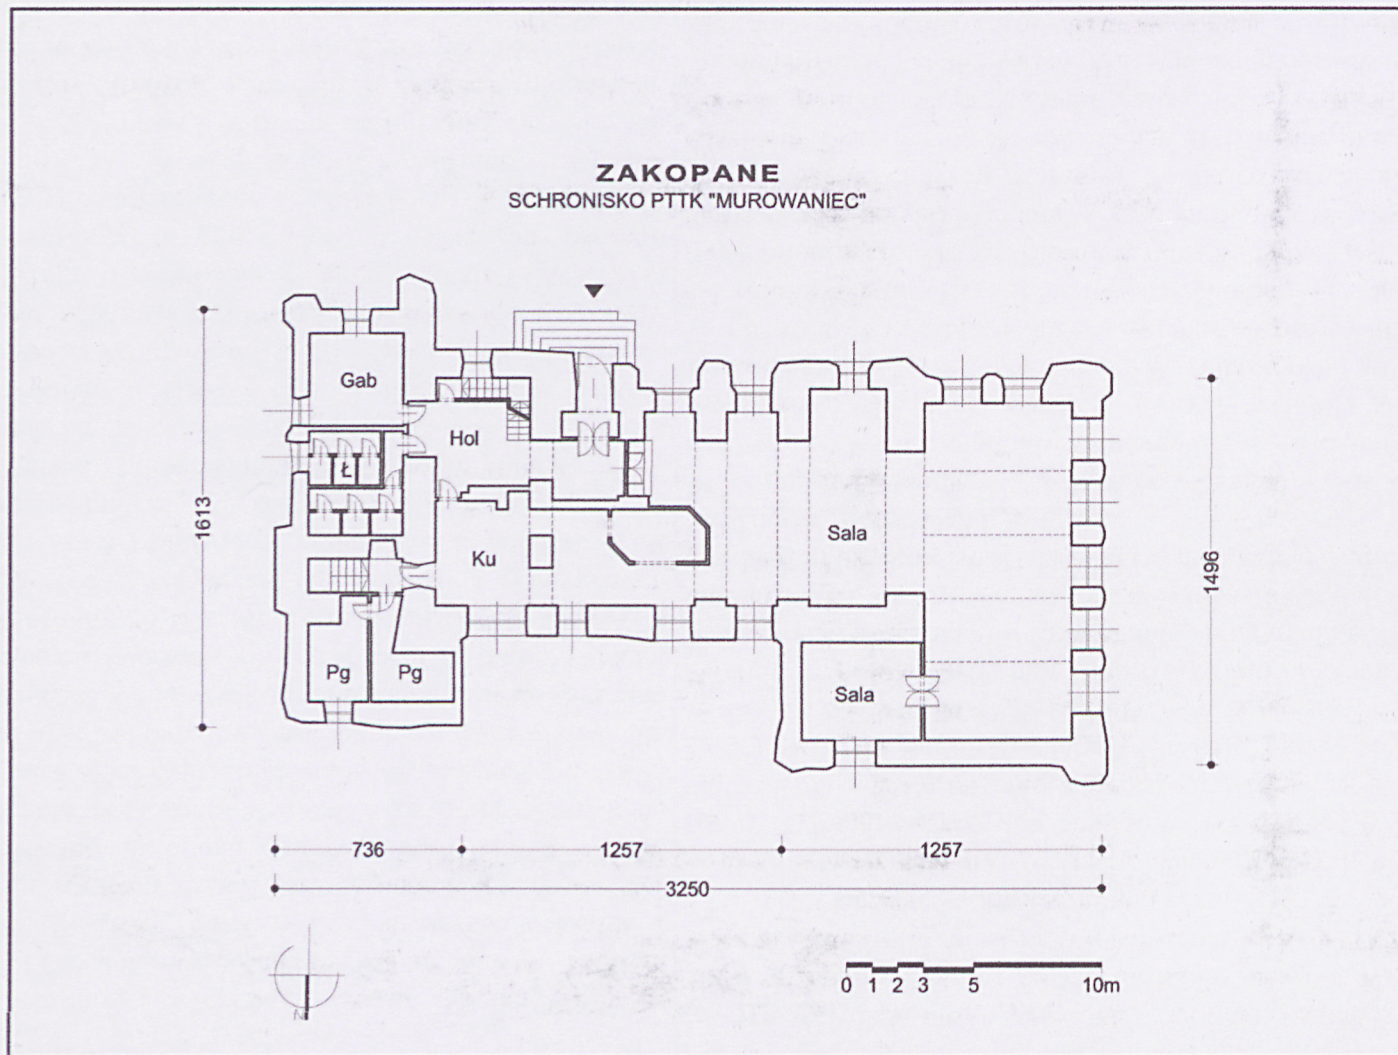 ZAKOPANE
SCHRONISKO PTTK "MUROWANIEC"
Gab
Hol
Ł
1613
Ku
Sala
1496
Pg
Pg
Sala
736
1257
1257
3250
0 1 2 3 5 10m
N